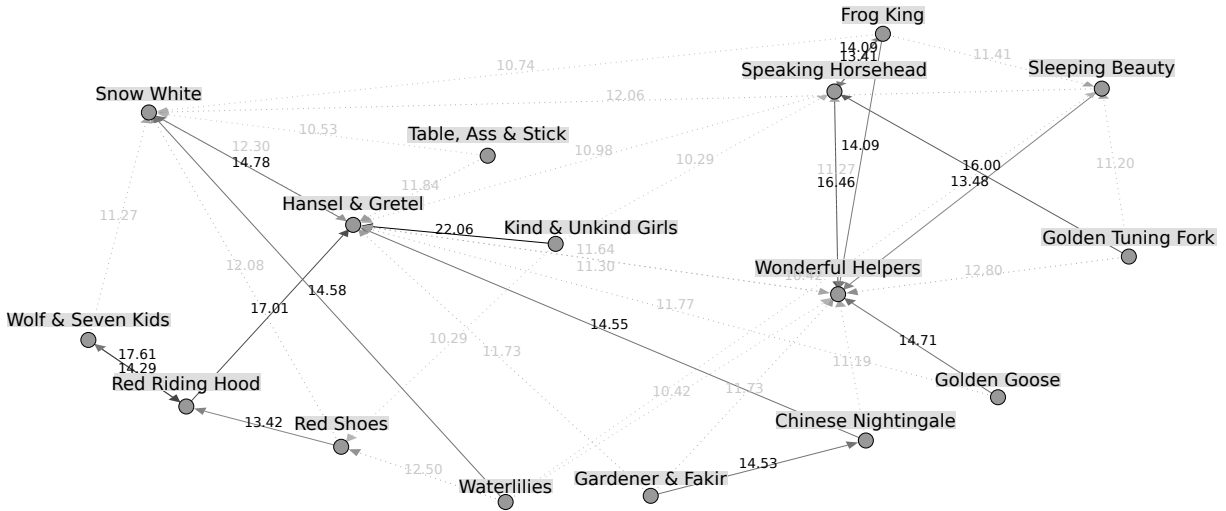 Frog King
14.09
13.41
11.41
10.74
Speaking Horsehead
Sleeping Beauty
Snow White
12.06
Table, Ass & Stick
10.53
12.30
14.78
10.98
10.29
14.09
11.84
11.27
16.46
16.00
13.48
11.20
Hansel & Gretel
11.27
Kind & Unkind Girls
22.06
Golden Tuning Fork
11.64
11.30
12.08
Wonderful Helpers
12.80
10.42
14.58
17.01
11.77
Wolf & Seven Kids
14.55
17.61
14.29
10.29
11.73
14.71
11.19
Red Riding Hood
Golden Goose
10.42
11.73
13.42
Red Shoes
Chinese Nightingale
12.50
14.53
Waterlilies
Gardener & Fakir